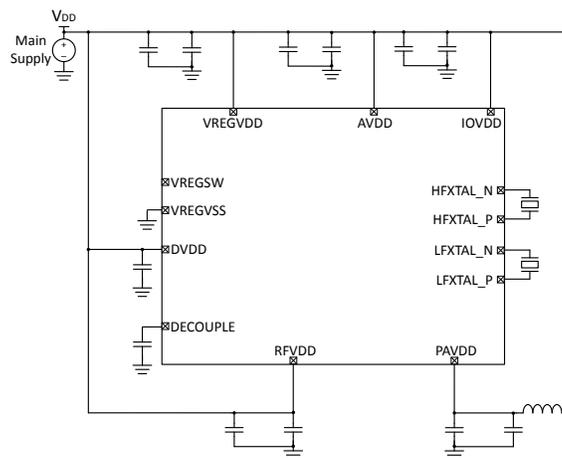 VDD
Main
Supply
+
–
VREGVDD
AVDD
IOVDD
VREGSW
HFXTAL_N
VREGVSS
HFXTAL_P
DVDD
LFXTAL_N
LFXTAL_P
DECOUPLE
RFVDD
PAVDD